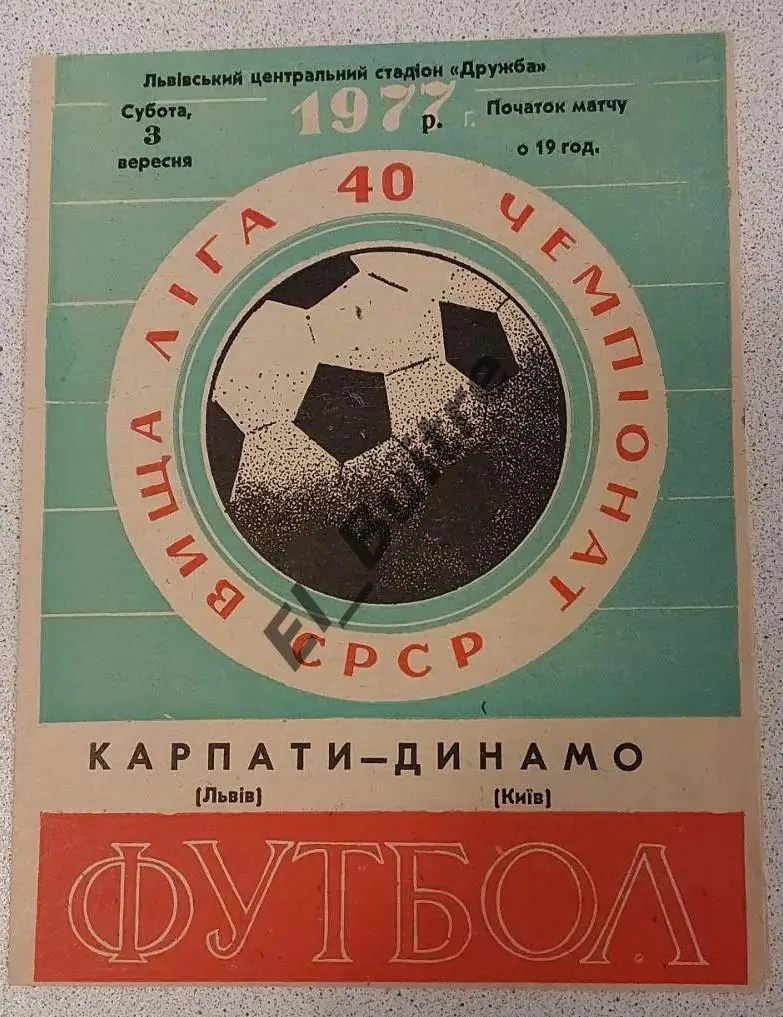 Львівський центральний стадіон «Дружба»
Субота,
3
вересня
1977 р. г.
Початок матчу
о 19 год.
ВИЩА ЛІГА 40 ЧЕМПІОНАТ
СРСР
El_Buitre
КАРПАТИ—ДИНАМО
(Львів) (Київ)
ФУТБОЛ